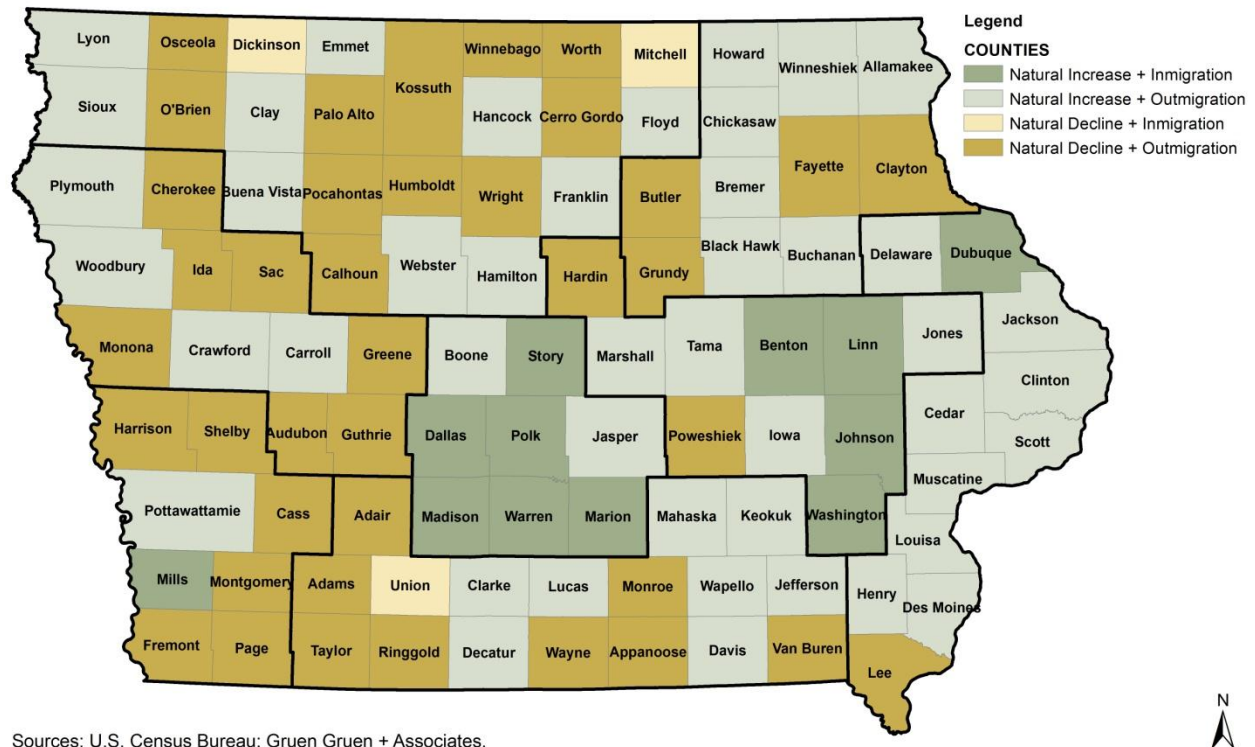 Legend
COUNTIES
Natural Increase + Inmigration
Natural Increase + Outmigration
Natural Decline + Inmigration
Natural Decline + Outmigration
Lyon
Osceola
Dickinson
Emmet
Kossuth
Winnebago
Worth
Mitchell
Howard
Winneshiek
Allamakee
Sioux
O'Brien
Clay
Palo Alto
Hancock
Cerro Gordo
Floyd
Chickasaw
Plymouth
Cherokee
Buena Vista
Pocahontas
Humboldt
Wright
Franklin
Butler
Bremer
Fayette
Clayton
Woodbury
Ida
Sac
Calhoun
Webster
Hamilton
Hardin
Grundy
Black Hawk
Buchanan
Delaware
Dubuque
Monona
Crawford
Carroll
Greene
Boone
Story
Marshall
Tama
Benton
Linn
Jones
Jackson
Clinton
Harrison
Shelby
Audubon
Guthrie
Dallas
Polk
Jasper
Poweshiek
Iowa
Johnson
Cedar
Scott
Muscatine
Pottawattamie
Cass
Adair
Madison
Warren
Marion
Mahaska
Keokuk
Washington
Louisa
Mills
Montgomery
Adams
Union
Clarke
Lucas
Monroe
Wapello
Jefferson
Henry
Des Moines
Fremont
Page
Taylor
Ringgold
Decatur
Wayne
Appanoose
Davis
Van Buren
Lee
N
Sources: U.S. Census Bureau; Gruen Gruen + Associates.